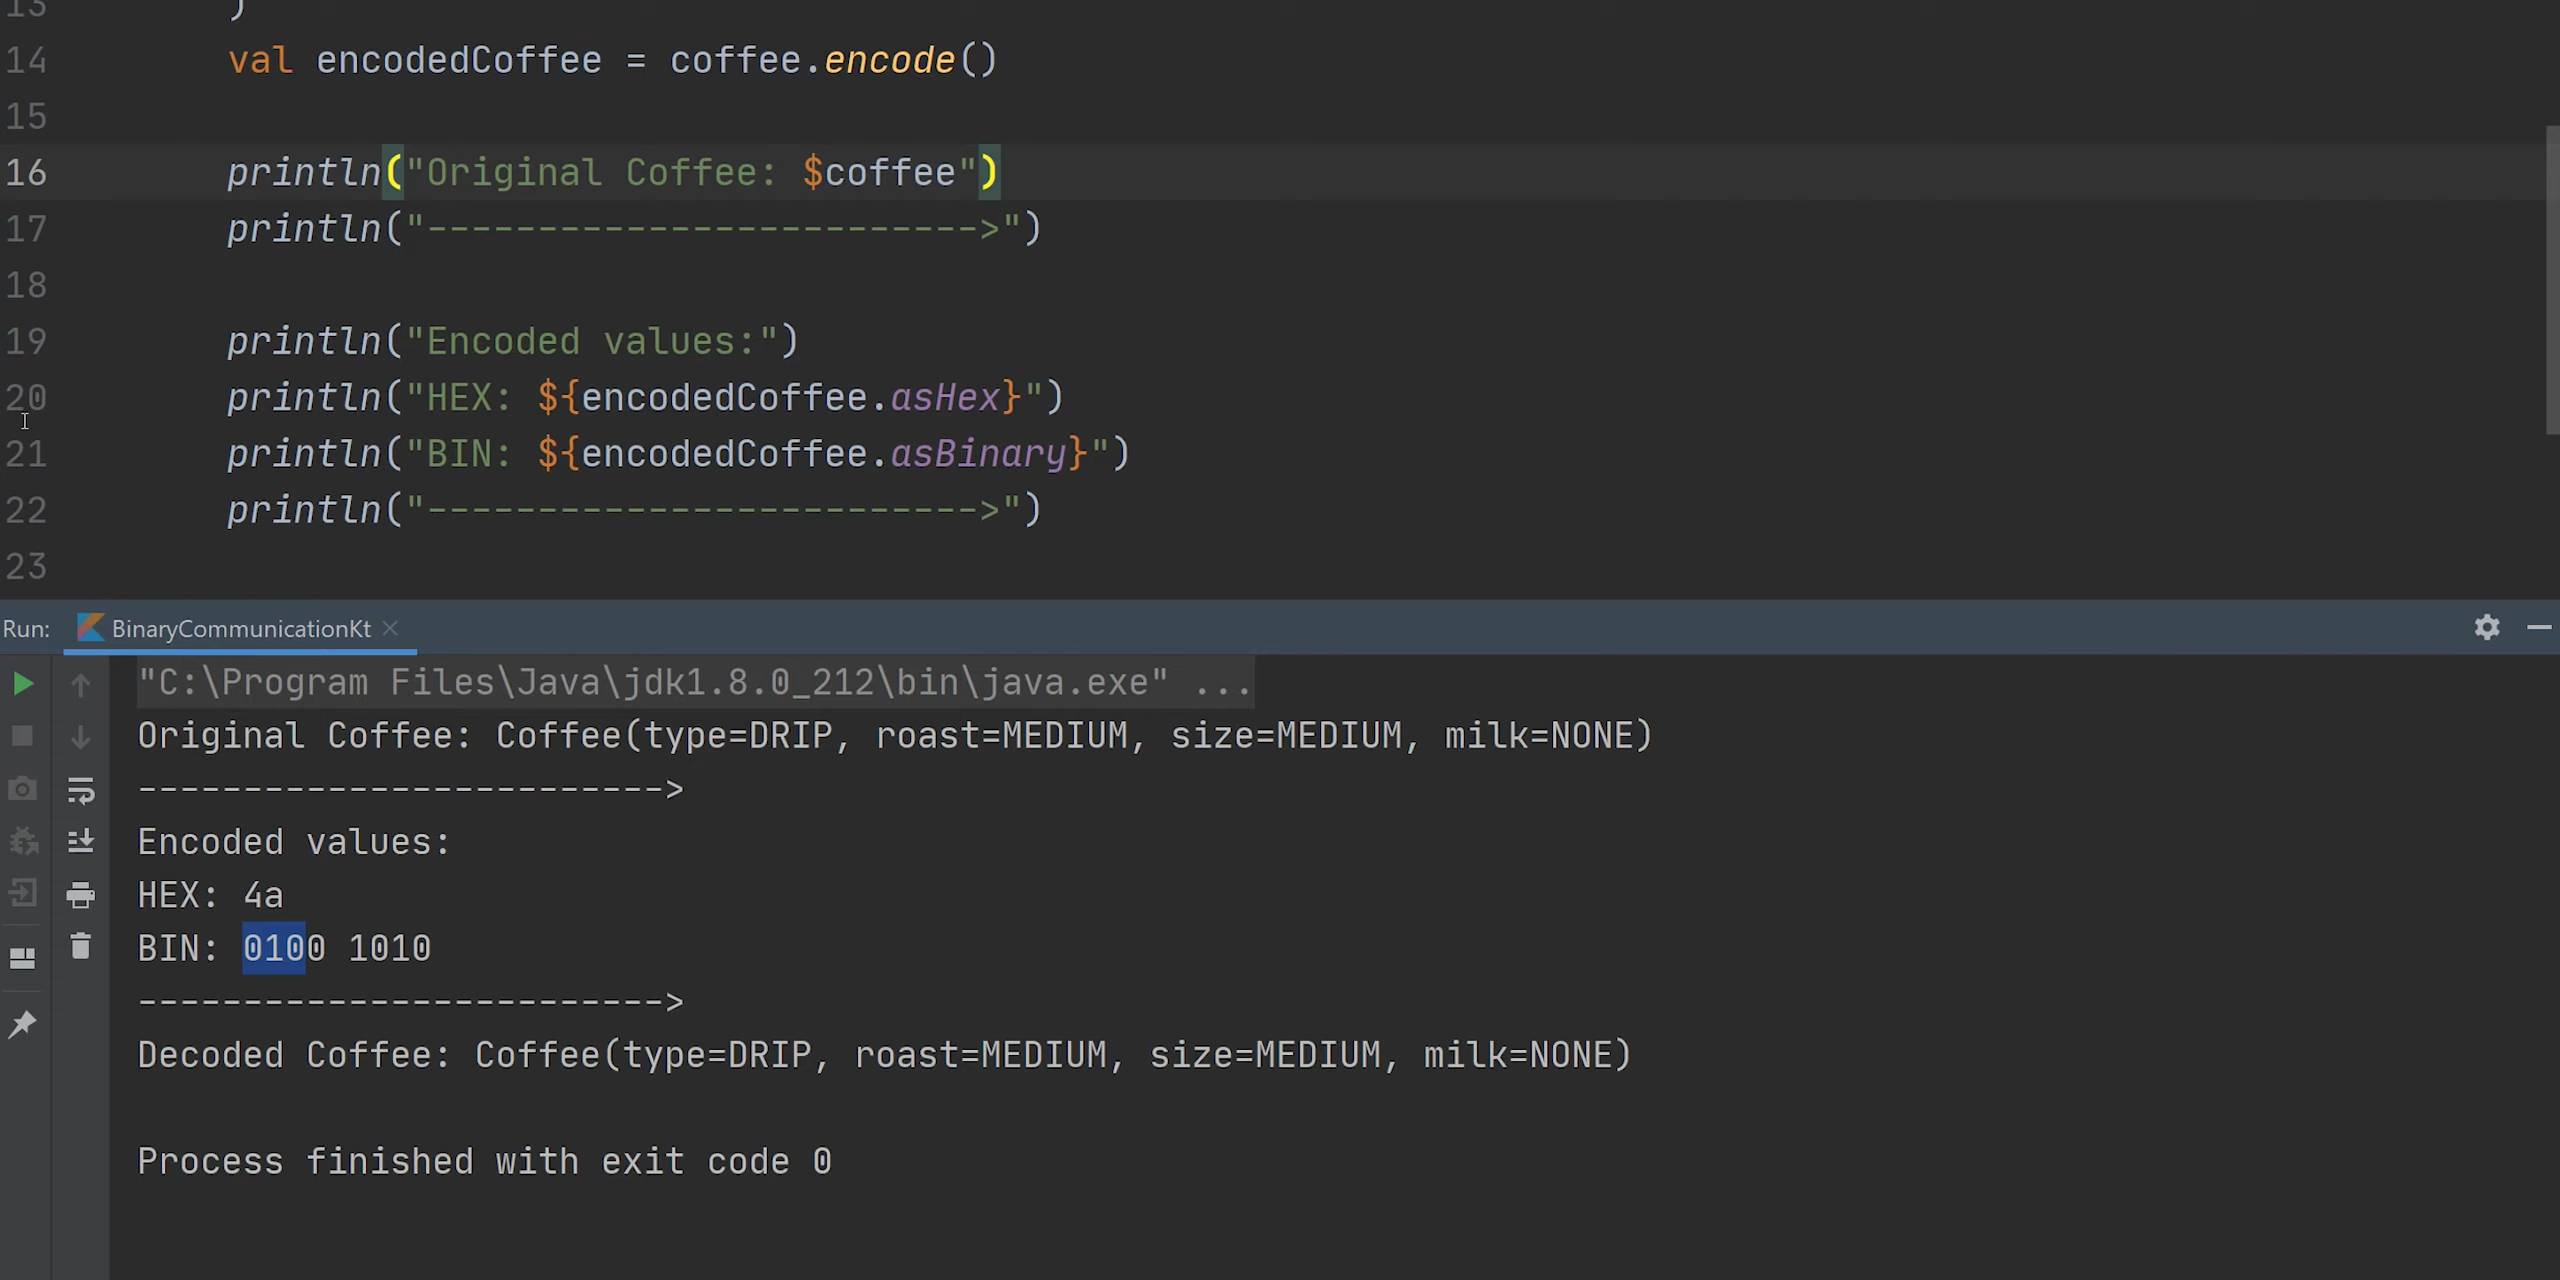 13 )
14 val encodedCoffee = coffee.encode()
15
16 println("Original Coffee: $coffee")
17 println("------------------------->")
18
19 println("Encoded values:")
20 println("HEX: ${encodedCoffee.asHex}")
21 println("BIN: ${encodedCoffee.asBinary}")
22 println("------------------------->")
23
Run: BinaryCommunicationKt
"C:\Program Files\Java\jdk1.8.0_212\bin\java.exe" ...
Original Coffee: Coffee(type=DRIP, roast=MEDIUM, size=MEDIUM, milk=NONE)
------------------------->
Encoded values:
HEX: 4a
BIN: 0100 1010
------------------------->
Decoded Coffee: Coffee(type=DRIP, roast=MEDIUM, size=MEDIUM, milk=NONE)
Process finished with exit code 0